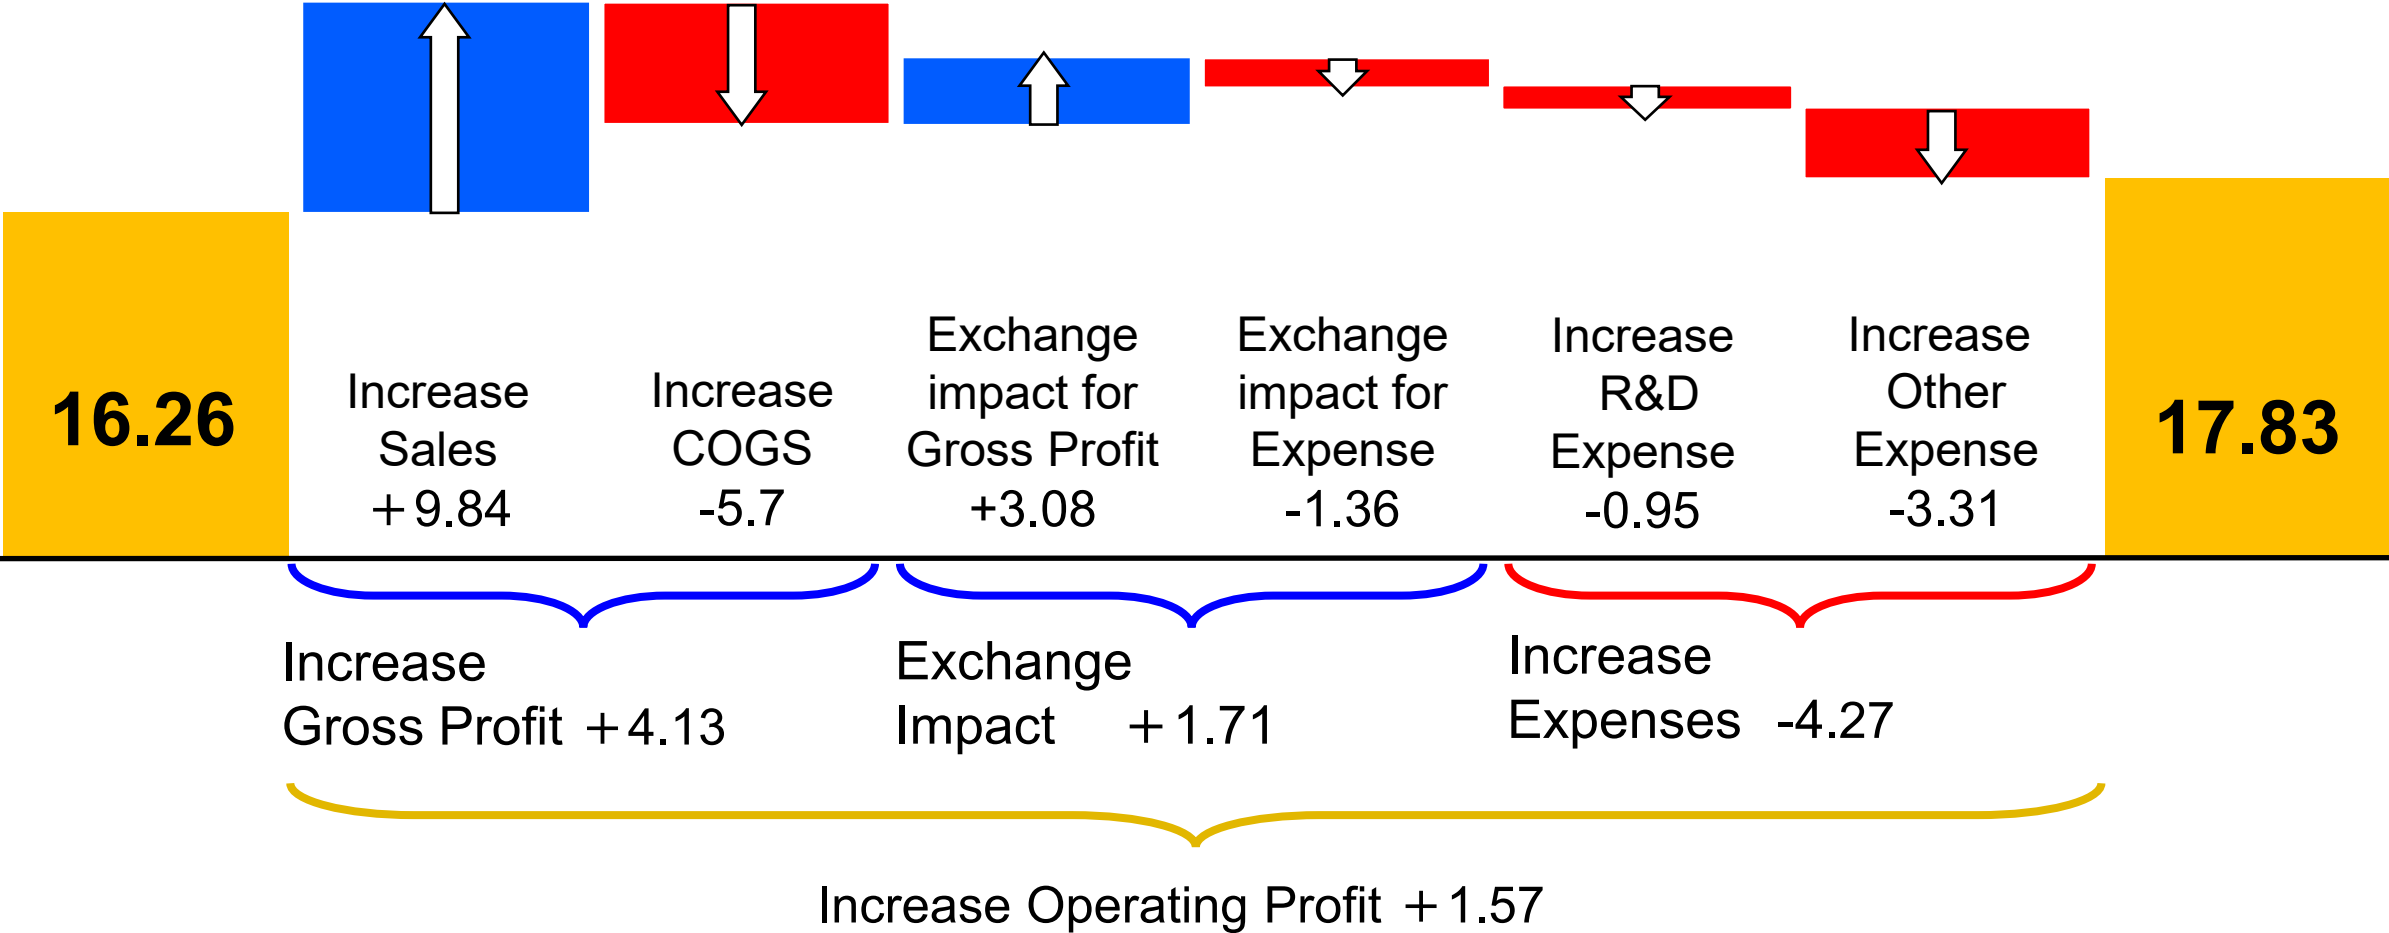 16.26
Increase
Sales
＋9.84
Increase
COGS
-5.7
Exchange
impact for
Gross Profit
+3.08
Exchange
impact for
Expense
-1.36
Increase
R&D
Expense
-0.95
Increase
Other
Expense
-3.31
17.83
Increase
Gross Profit ＋4.13
Exchange
Impact ＋1.71
Increase
Expenses -4.27
Increase Operating Profit ＋1.57